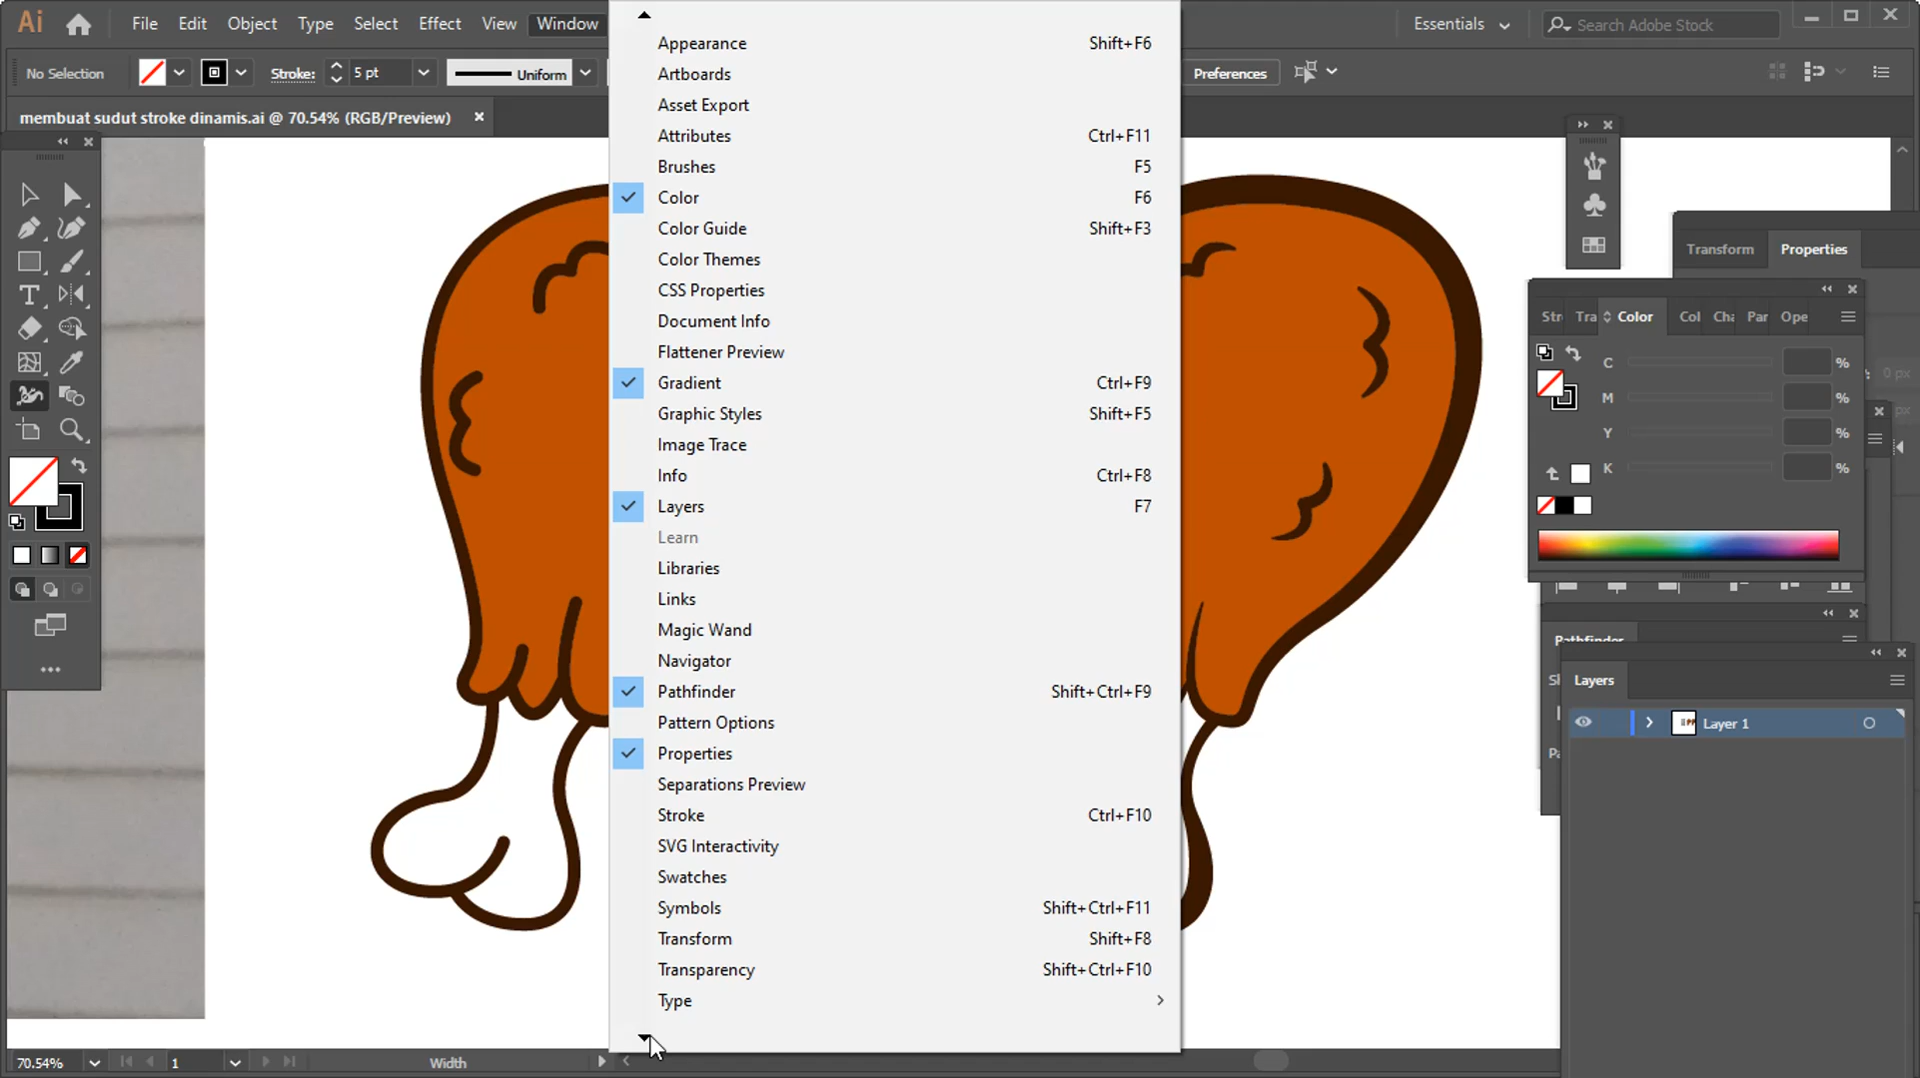 Ai File Edit Object Type Select Effect View Window Essentials Search Adobe Stock
No Selection Stroke: 5 pt Uniform Preferences
membuat sudut stroke dinamis.ai @ 70.54% (RGB/Preview)
Appearance Shift+F6
Artboards
Asset Export
Attributes Ctrl+F11
Brushes F5
Color F6
Color Guide Shift+F3
Color Themes
CSS Properties
Document Info
Flattener Preview
Gradient Ctrl+F9
Graphic Styles Shift+F5
Image Trace
Info Ctrl+F8
Layers F7
Learn
Libraries
Links
Magic Wand
Navigator
Pathfinder Shift+Ctrl+F9
Pattern Options
Properties
Separations Preview
Stroke Ctrl+F10
SVG Interactivity
Swatches
Symbols Shift+Ctrl+F11
Transform Shift+F8
Transparency Shift+Ctrl+F10
Type
Transform Properties
Str Tra Color Col Cha Par Ope
C %
M %
Y %
K %
0 px
Pathfinder
Layers
Layer 1
70.54% 1 Width